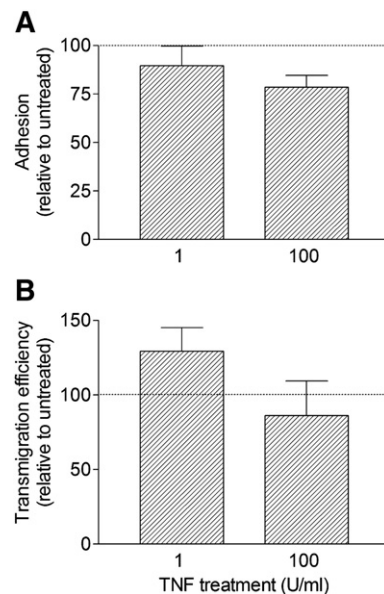 A
Adhesion
(relative to untreated)
100
75
50
25
0
1
100
B
Transmigration efficiency
(relative to untreated)
150
100
50
0
1
100
TNF treatment (U/ml)